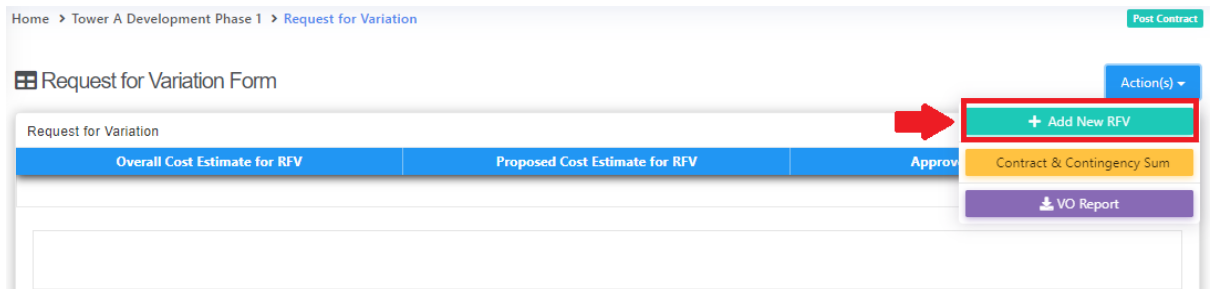 Home > Tower A Development Phase 1 > Request for Variation
Post Contract
Request for Variation Form
Action(s)
+ Add New RFV
Request for Variation
Overall Cost Estimate for RFV
Proposed Cost Estimate for RFV
Approve
Contract & Contingency Sum
VO Report